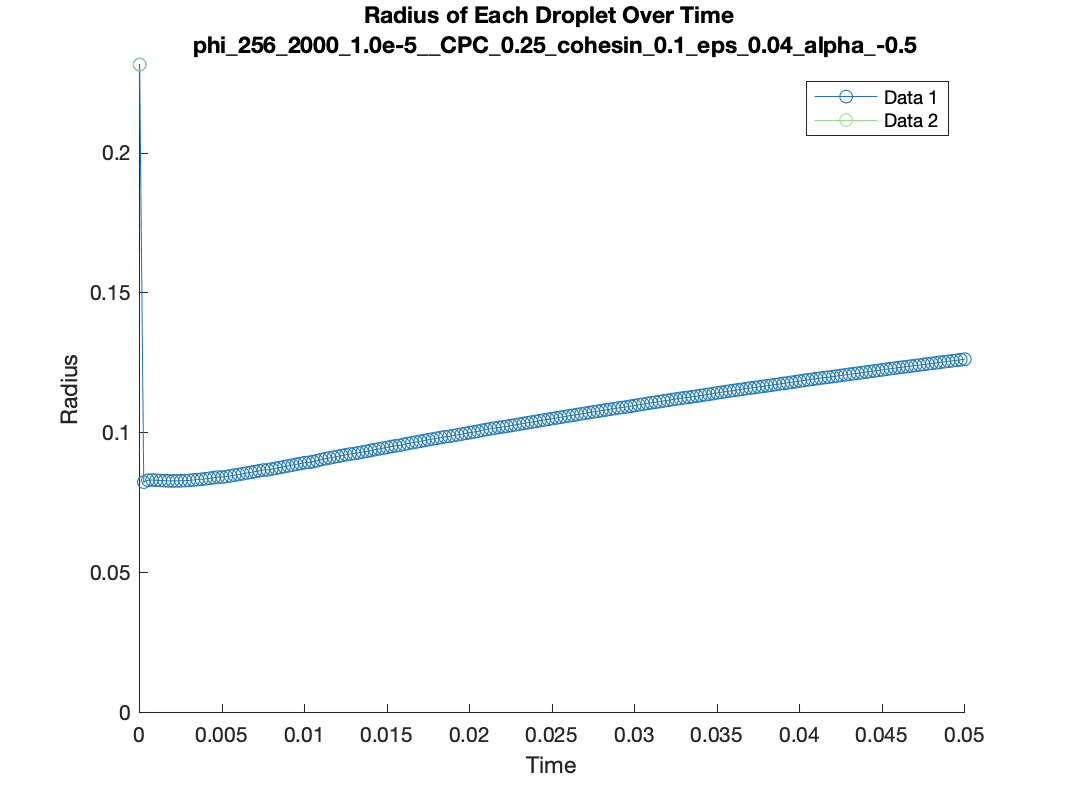 Radius of Each Droplet Over Time
phi_256_2000_1.0e-5__CPC_0.25_cohesin_0.1_eps_0.04_alpha_-0.5
Data 1
Data 2
0.2
0.15
0.1
0.05
0
Radius
0 0.005 0.01 0.015 0.02 0.025 0.03 0.035 0.04 0.045 0.05
Time